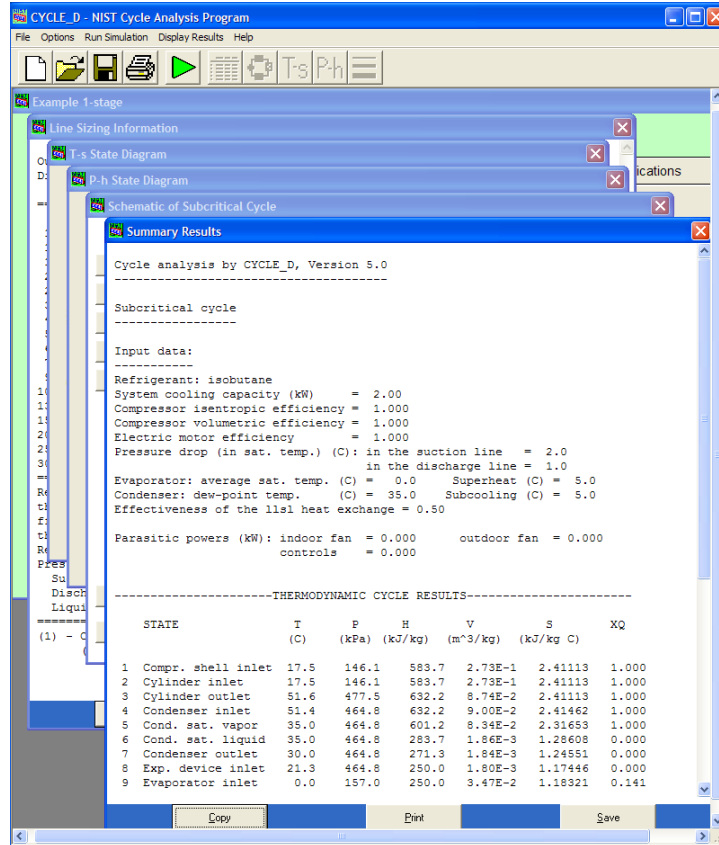 CYCLE_D - NIST Cycle Analysis Program
File Options Run Simulation Display Results Help
T-s P-h
Example 1-stage
Line Sizing Information
T-s State Diagram
ications
P-h State Diagram
Schematic of Subcritical Cycle
Summary Results
Cycle analysis by CYCLE_D, Version 5.0
---------------------------------------
Subcritical cycle
-----------------
Input data:
-----------
Refrigerant: isobutane
System cooling capacity (kW) = 2.00
Compressor isentropic efficiency = 1.000
Compressor volumetric efficiency = 1.000
Electric motor efficiency = 1.000
Pressure drop (in sat. temp.) (C): in the suction line = 2.0
in the discharge line = 1.0
Evaporator: average sat. temp. (C) = 0.0 Superheat (C) = 5.0
Condenser: dew-point temp. (C) = 35.0 Subcooling (C) = 5.0
Effectiveness of the llsl heat exchange = 0.50
Parasitic powers (kW): indoor fan = 0.000 outdoor fan = 0.000
controls = 0.000
-----------------------THERMODYNAMIC CYCLE RESULTS------------------------
STATE T P H V S XQ
(C) (kPa) (kJ/kg) (m^3/kg) (kJ/kg C)
1 Compr. shell inlet 17.5 146.1 583.7 2.73E-1 2.41113 1.000
2 Cylinder inlet 17.5 146.1 583.7 2.73E-1 2.41113 1.000
3 Cylinder outlet 51.6 477.5 632.2 8.74E-2 2.41113 1.000
4 Condenser inlet 51.4 464.8 632.2 9.00E-2 2.41462 1.000
5 Cond. sat. vapor 35.0 464.8 601.2 8.34E-2 2.31653 1.000
6 Cond. sat. liquid 35.0 464.8 283.7 1.86E-3 1.28608 0.000
7 Condenser outlet 30.0 464.8 271.3 1.84E-3 1.24551 0.000
8 Exp. device inlet 21.3 464.8 250.0 1.80E-3 1.17446 0.000
9 Evaporator inlet 0.0 157.0 250.0 3.47E-2 1.18321 0.141
Pres
Su
Disch
Liqui
(1) - C
Copy Print Save